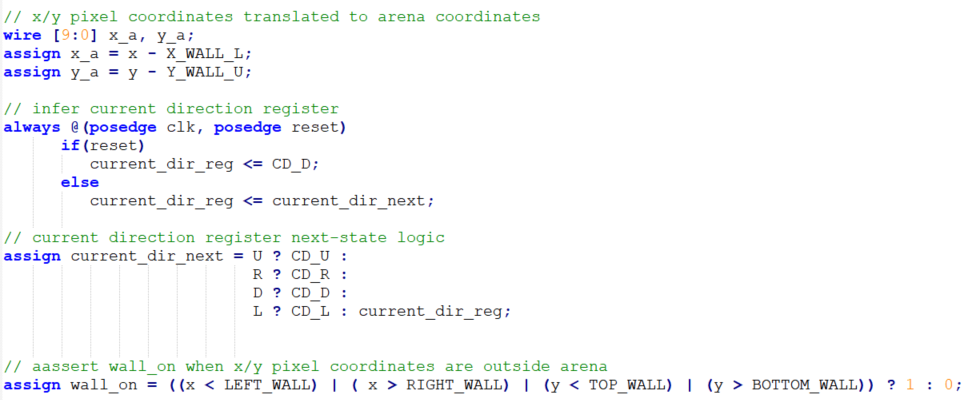 // x/y pixel coordinates translated to arena coordinates
wire [9:0] x_a, y_a;
assign x_a = x - X_WALL_L;
assign y_a = y - Y_WALL_U;
// infer current direction register
always @(posedge clk, posedge reset)
if(reset)
current_dir_reg <= CD_D;
else
current_dir_reg <= current_dir_next;
// current direction register next-state logic
assign current_dir_next = U ? CD_U :
R ? CD_R :
D ? CD_D :
L ? CD_L : current_dir_reg;
// aassert wall_on when x/y pixel coordinates are outside arena
assign wall_on = ((x < LEFT_WALL) | ( x > RIGHT_WALL) | (y < TOP_WALL) | (y > BOTTOM_WALL)) ? 1 : 0;